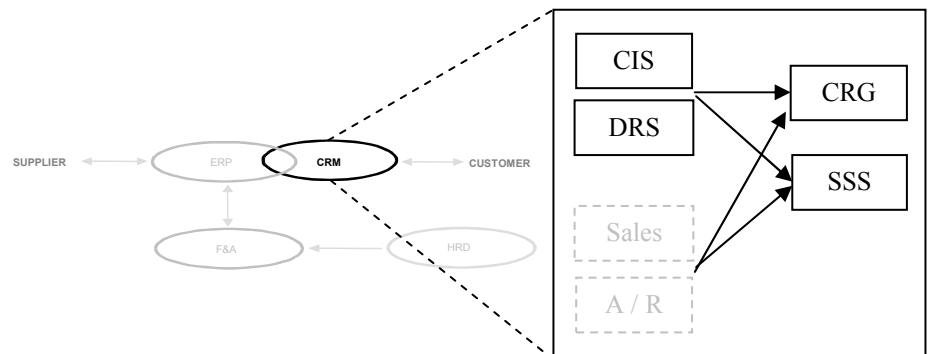 SUPPLIER
ERP
CRM
CUSTOMER
F&A
HRD
CIS
DRS
Sales
A / R
CRG
SSS